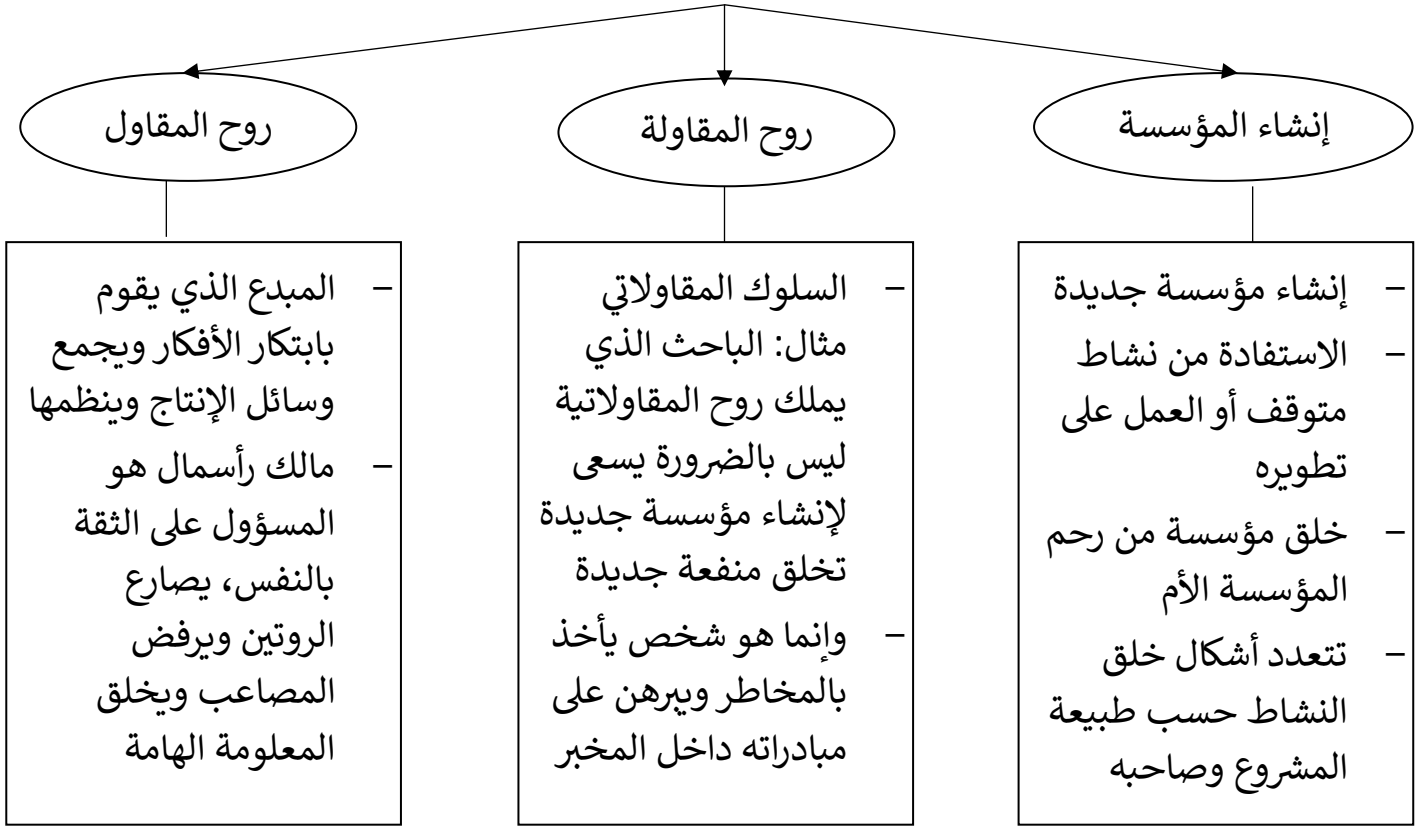 إنشاء المؤسسة
– إنشاء مؤسسة جديدة
– الاستفادة من نشاط
متوقف أو العمل على
تطويره
– خلق مؤسسة من رحم
المؤسسة الأم
– تتعدد أشكال خلق
النشاط حسب طبيعة
المشروع وصاحبه
روح المقاولة
– السلوك المقاولاتي
مثال: الباحث الذي
يملك روح المقاولاتية
ليس بالضرورة يسعى
لإنشاء مؤسسة جديدة
تخلق منفعة جديدة
– وإنما هو شخص يأخذ
بالمخاطر ويبرهن على
مبادراته داخل المخبر
روح المقاول
– المبدع الذي يقوم
بابتكار الأفكار ويجمع
وسائل الإنتاج وينظمها
– مالك رأسمال هو
المسؤول على الثقة
بالنفس، يصارع
الروتين ويرفض
المصاعب ويخلق
المعلومة الهامة